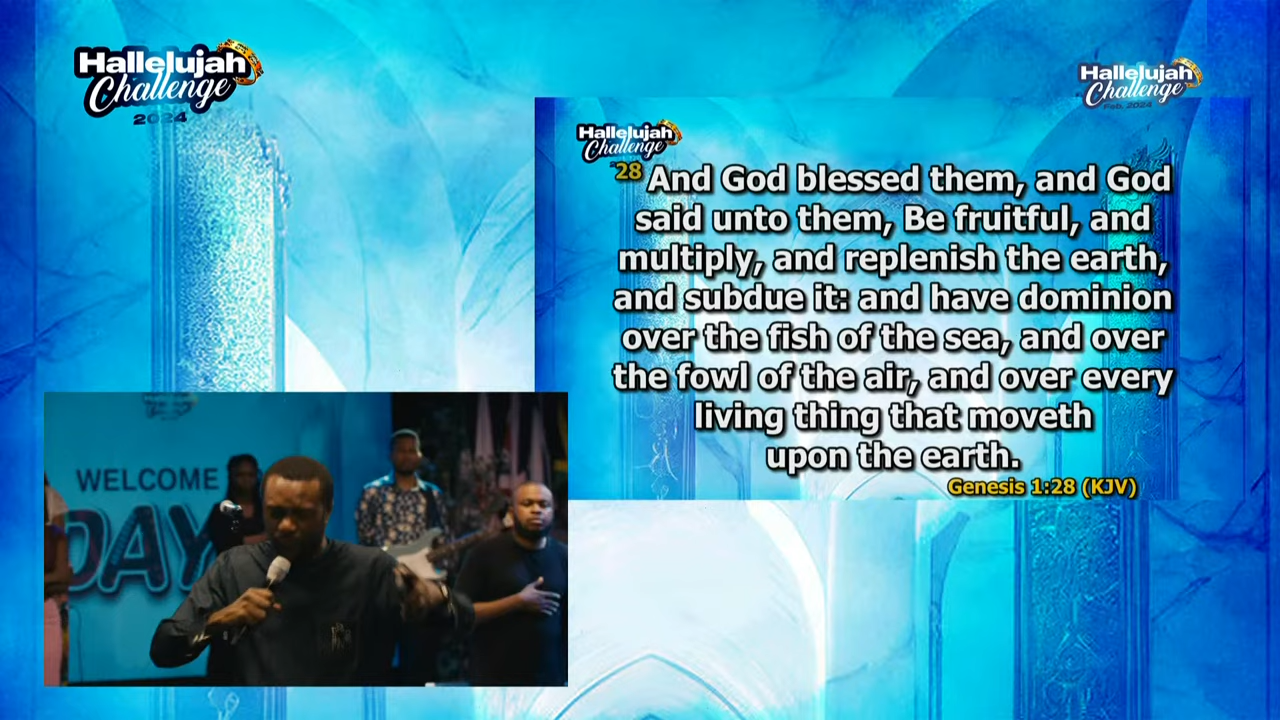 Hallelujah
Challenge
2024
Hallelujah
Challenge
Feb. 2024
Hallelujah
Challenge
28 And God blessed them, and God
said unto them, Be fruitful, and
multiply, and replenish the earth,
and subdue it: and have dominion
over the fish of the sea, and over
the fowl of the air, and over every
living thing that moveth
upon the earth.
Genesis 1:28 (KJV)
WELCOME
DAY